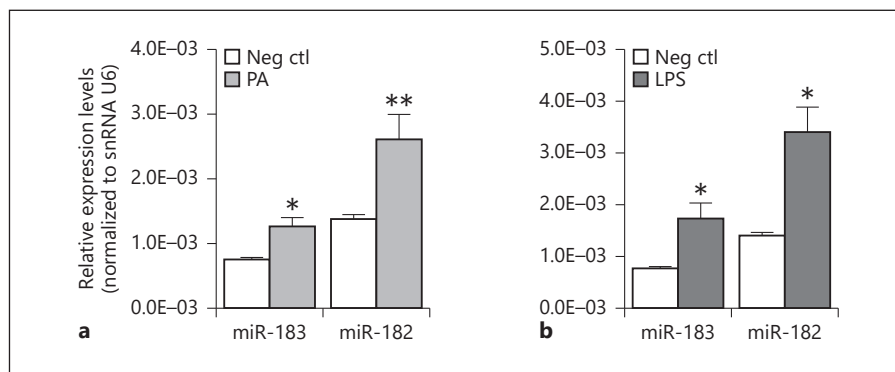 Relative expression levels
(normalized to snRNA U6)
4.0E–03
3.0E–03
2.0E–03
1.0E–03
0.0E–03
Neg ctl
PA
*
**
miR-183
miR-182
a
5.0E–03
4.0E–03
3.0E–03
2.0E–03
1.0E–03
0.0E–03
Neg ctl
LPS
*
*
miR-183
miR-182
b